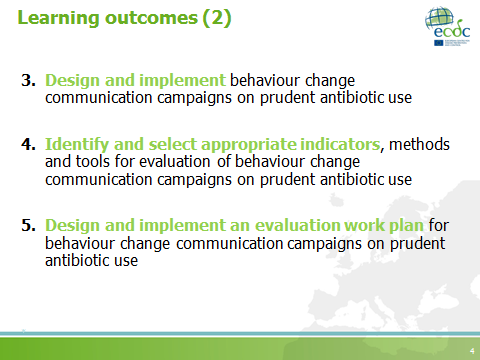 Learning outcomes (2)
ecdc
3. Design and implement behaviour change
communication campaigns on prudent antibiotic use
4. Identify and select appropriate indicators, methods
and tools for evaluation of behaviour change
communication campaigns on prudent antibiotic use
5. Design and implement an evaluation work plan for
behaviour change communication campaigns on prudent
antibiotic use
4